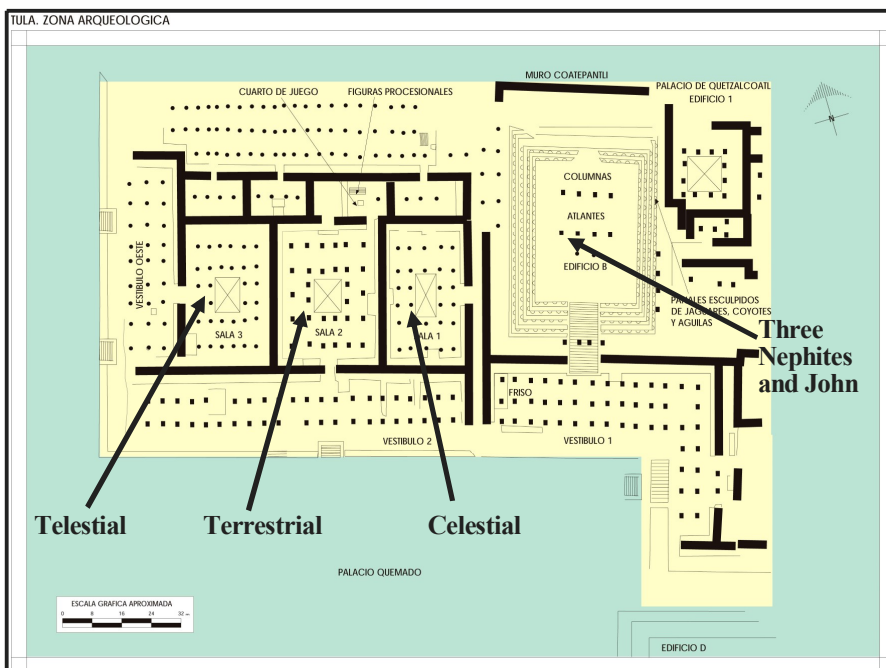 TULA. ZONA ARQUEOLOGICA
MURO COATEPANTLI
CUARTO DE JUEGO
FIGURAS PROCESIONALES
PALACIO DE QUETZALCOATL
EDIFICIO 1
N
COLUMNAS
ATLANTES
EDIFICIO B
VESTIBULO OESTE
PANALES ESCULPIDOS
DE JAGUARES, COYOTES
Y AGUILAS
SALA 3
SALA 2
SALA 1
Three
Nephites
and John
FRISO
VESTIBULO 2
VESTIBULO 1
Telestial
Terrestrial
Celestial
PALACIO QUEMADO
ESCALA GRAFICA APROXIMADA
0 8 16 24 32 m
EDIFICIO D